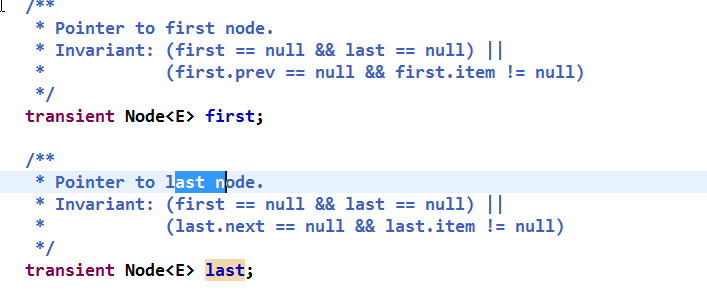 /**
* Pointer to first node.
* Invariant: (first == null && last == null) ||
* (first.prev == null && first.item != null)
*/
transient Node<E> first;
/**
* Pointer to last node.
* Invariant: (first == null && last == null) ||
* (last.next == null && last.item != null)
*/
transient Node<E> last;